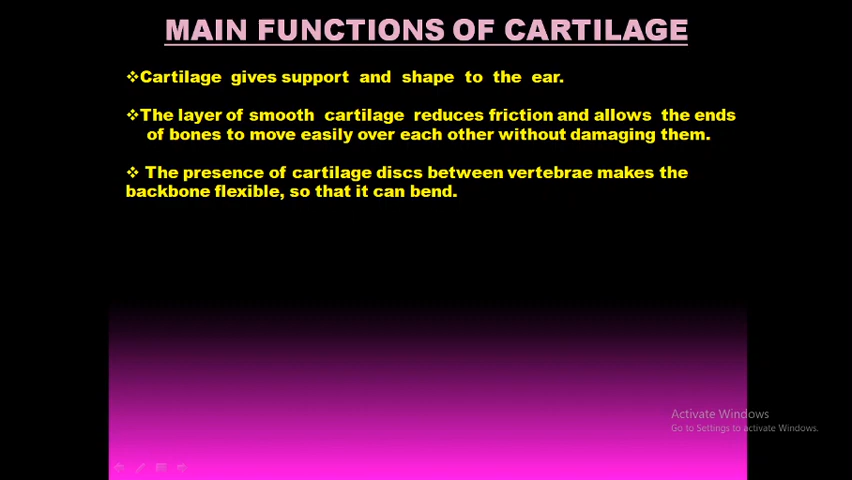 MAIN FUNCTIONS OF CARTILAGE
❖Cartilage gives support and shape to the ear.
❖The layer of smooth cartilage reduces friction and allows the ends
of bones to move easily over each other without damaging them.
❖ The presence of cartilage discs between vertebrae makes the
backbone flexible, so that it can bend.
Activate Windows
Go to Settings to activate Windows.